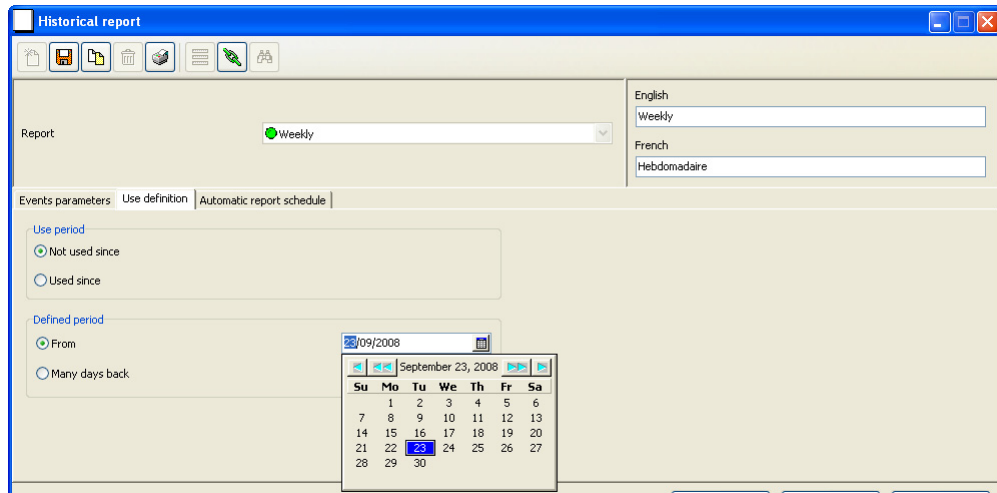 Historical report
English
Weekly
Report
Weekly
French
Hebdomadaire
Events parameters Use definition Automatic report schedule
Use period
Not used since
Used since
Defined period
From 23/09/2008
Many days back
September 23, 2008
Su Mo Tu We Th Fr Sa
1 2 3 4 5 6
7 8 9 10 11 12 13
14 15 16 17 18 19 20
21 22 23 24 25 26 27
28 29 30